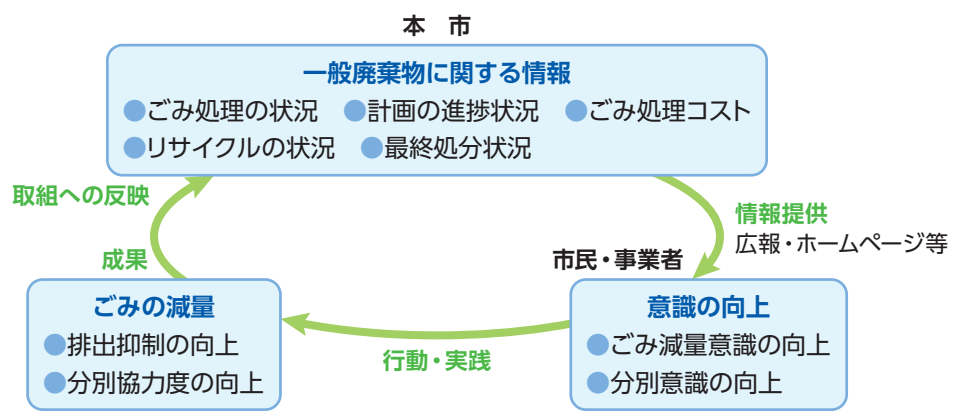 本　市
一般廃棄物に関する情報
●ごみ処理の状況　●計画の進捗状況　●ごみ処理コスト
●リサイクルの状況　●最終処分状況
取組への反映
情報提供
広報・ホームページ等
成果
市民・事業者
ごみの減量
●排出抑制の向上
●分別協力度の向上
行動・実践
意識の向上
●ごみ減量意識の向上
●分別意識の向上